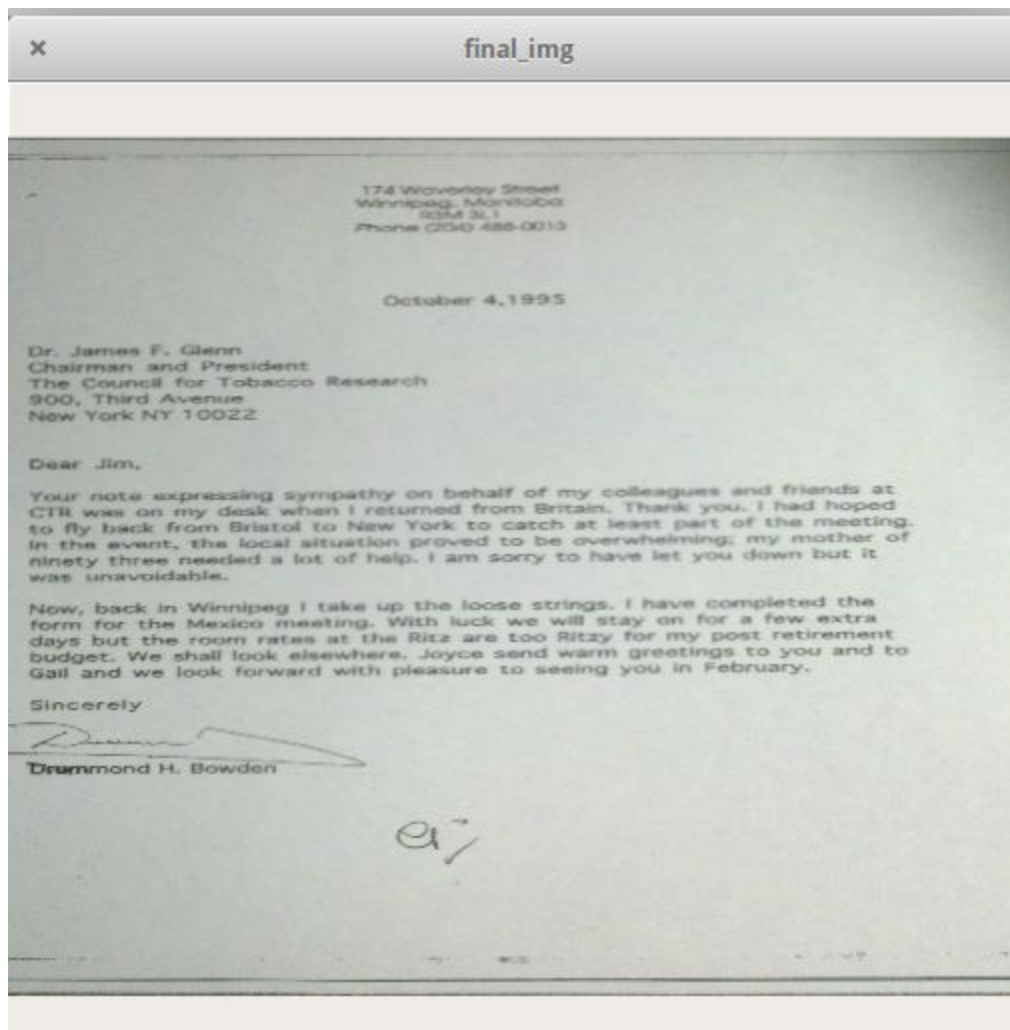 final_img
174 Waverley Street
Winnipeg, Manitoba
R3M 3L1
Phone (204) 488-0013
October 4,1995
Dr. James F. Glenn
Chairman and President
The Council for Tobacco Research
900, Third Avenue
New York NY 10022
Dear Jim,
Your note expressing sympathy on behalf of my colleagues and friends at
CTR was on my desk when I returned from Britain. Thank you. I had hoped
to fly back from Bristol to New York to catch at least part of the meeting.
In the event, the local situation proved to be overwhelming; my mother of
ninety three needed a lot of help. I am sorry to have let you down but it
was unavoidable.
Now, back in Winnipeg I take up the loose strings. I have completed the
form for the Mexico meeting. With luck we will stay on for a few extra
days but the room rates at the Ritz are too Ritzy for my post retirement
budget. We shall look elsewhere. Joyce send warm greetings to you and to
Gail and we look forward with pleasure to seeing you in February.
Sincerely
Drummond H. Bowden